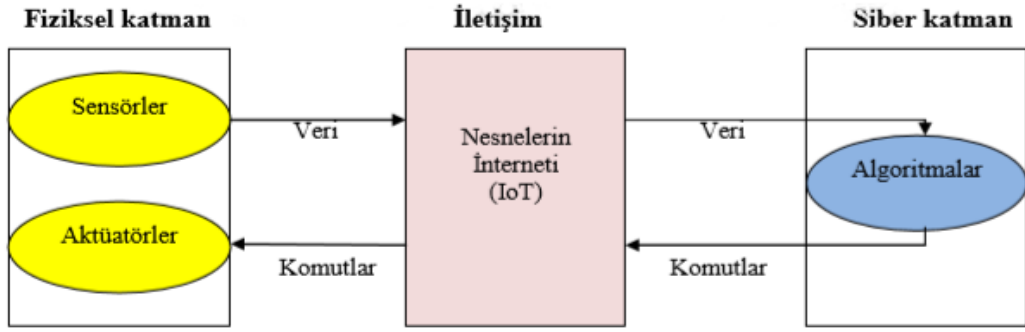 Fiziksel katman
İletişim
Siber katman
Sensörler
Veri
Nesnelerin
İnterneti
(IoT)
Veri
Algoritmalar
Aktüatörler
Komutlar
Komutlar